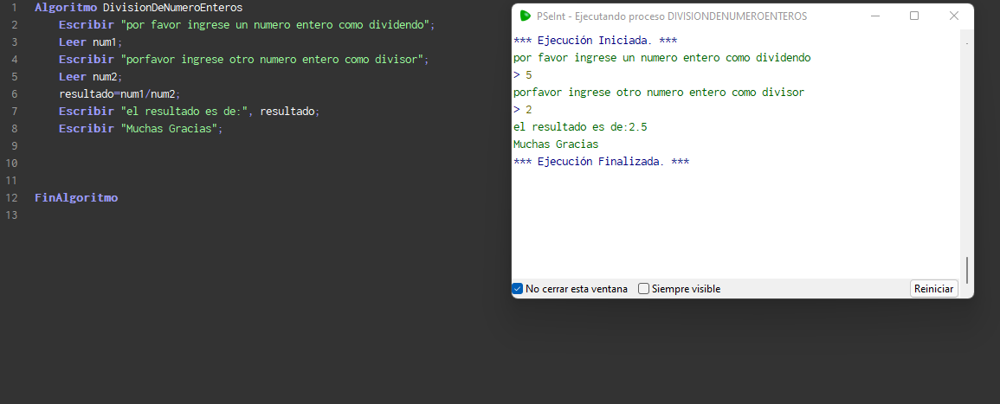 1 Algoritmo DivisionDeNumeroEnteros
2 Escribir "por favor ingrese un numero entero como dividendo";
3 Leer num1;
4 Escribir "porfavor ingrese otro numero entero como divisor";
5 Leer num2;
6 resultado=num1/num2;
7 Escribir "el resultado es de:", resultado;
8 Escribir "Muchas Gracias";
9
10
11
12 FinAlgoritmo
13
PSeInt - Ejecutando proceso DIVISIONDENUMEROENTEROS
*** Ejecución Iniciada. ***
por favor ingrese un numero entero como dividendo
> 5
porfavor ingrese otro numero entero como divisor
> 2
el resultado es de:2.5
Muchas Gracias
*** Ejecución Finalizada. ***
No cerrar esta ventana
Siempre visible
Reiniciar